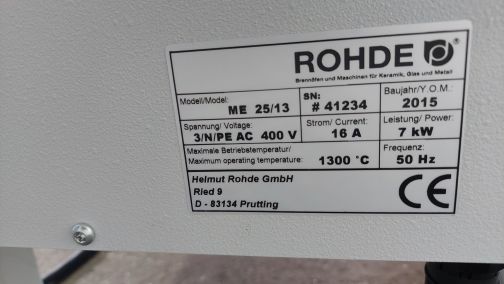 ROHDE ®
Brennöfen und Maschinen für Keramik, Glas und Metall
Modell/Model: ME 25/13
SN: # 41234
Baujahr/Y.O.M.: 2015
Spannung/ Voltage: 3/N/PE AC 400 V
Strom/ Current: 16 A
Leistung/ Power: 7 kW
Maximale Betriebstemperatur/
Maximum operating temperature: 1300 °C
Frequenz: 50 Hz
Helmut Rohde GmbH
Ried 9
D - 83134 Prutting
CE